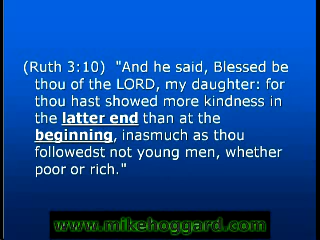 (Ruth 3:10)  "And he said, Blessed be
thou of the LORD, my daughter: for
thou hast showed more kindness in
the latter end than at the
beginning, inasmuch as thou
followedst not young men, whether
poor or rich."
www.mikehoggard.com